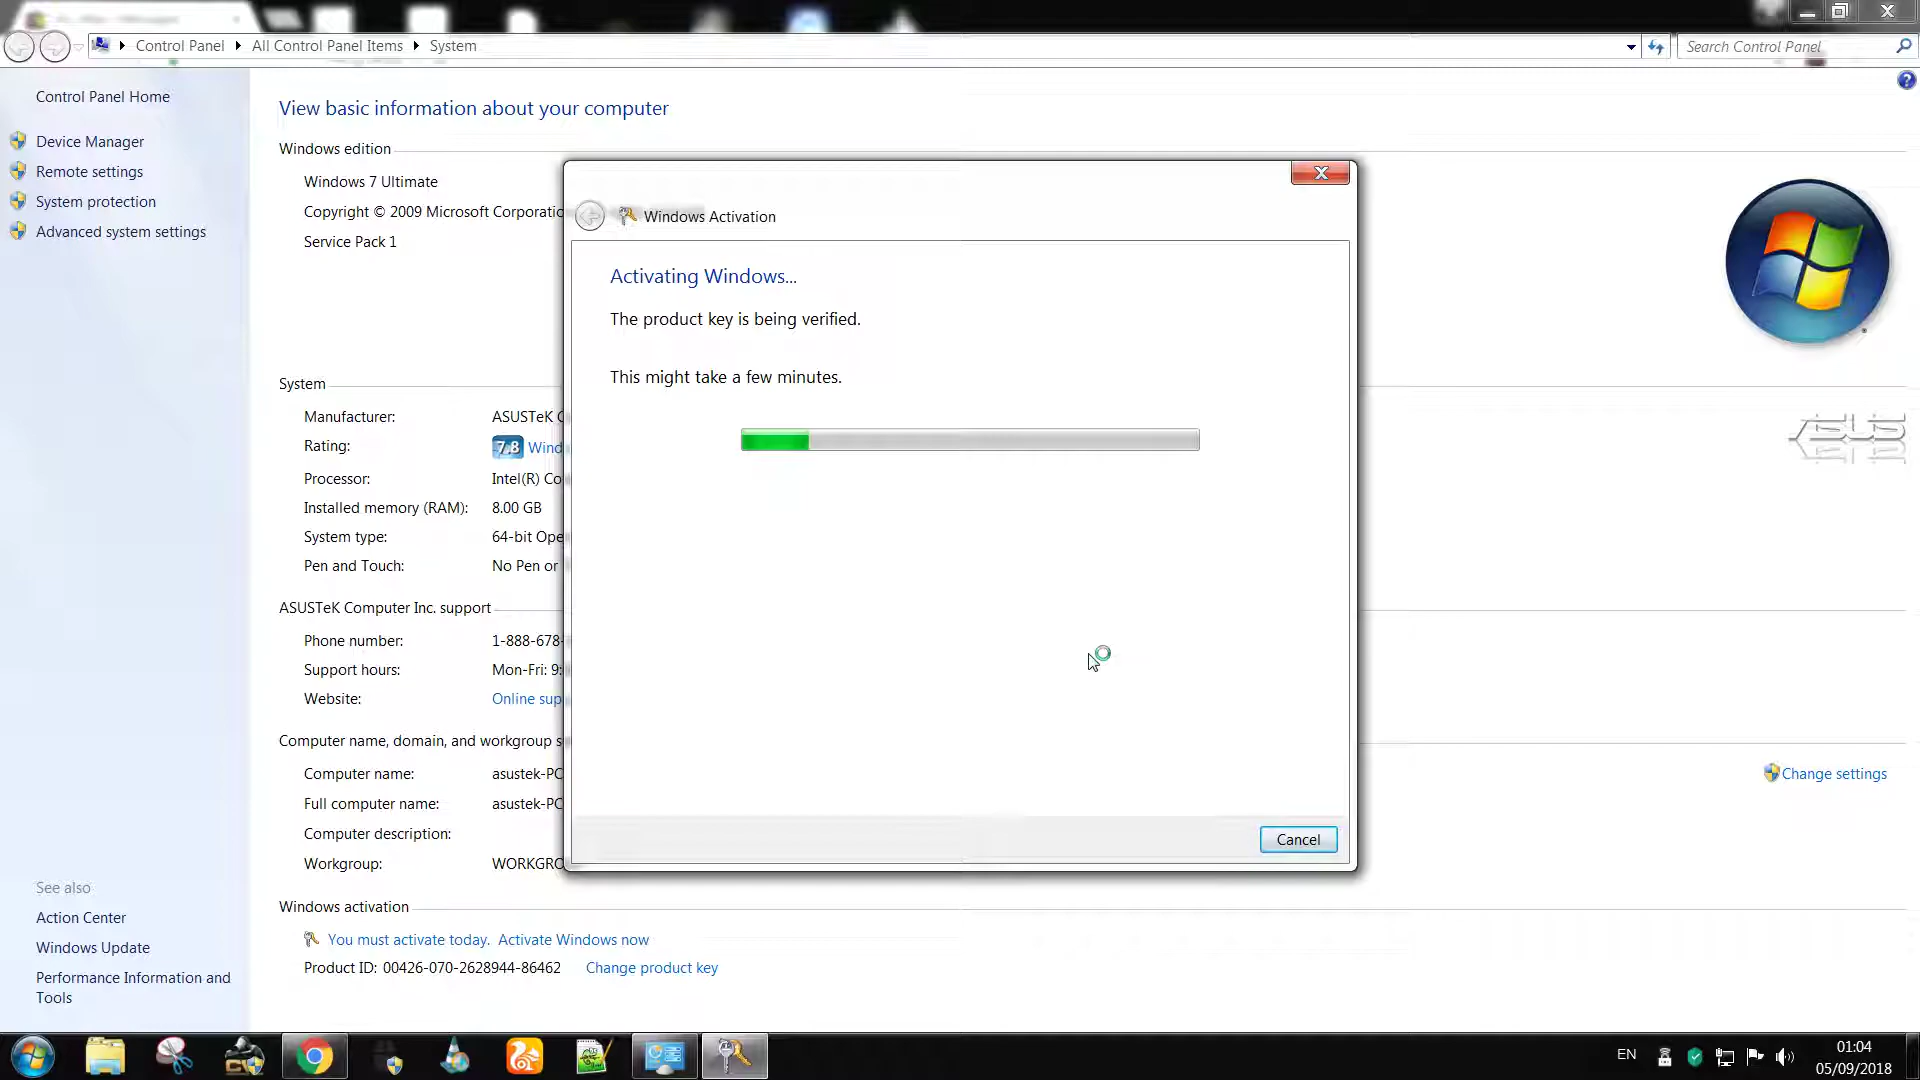 Control Panel
All Control Panel Items
System
Search Control Panel
Control Panel Home
Device Manager
Remote settings
System protection
Advanced system settings
See also
Action Center
Windows Update
Performance Information and
Tools
View basic information about your computer
Windows edition
Windows 7 Ultimate
Copyright © 2009 Microsoft Corporatio
Service Pack 1
System
Manufacturer: ASUSTeK C
Rating: 7.8 Wind
Processor: Intel(R) Co
Installed memory (RAM): 8.00 GB
System type: 64-bit Ope
Pen and Touch: No Pen or
ASUSTeK Computer Inc. support
Phone number: 1-888-678-
Support hours: Mon-Fri: 9:
Website: Online sup
Computer name, domain, and workgroup s
Computer name: asustek-PC
Full computer name: asustek-PC
Computer description:
Workgroup: WORKGRO
Change settings
Windows activation
You must activate today. Activate Windows now
Product ID: 00426-070-2628944-86462 Change product key
ASUS
Windows Activation
Activating Windows...
The product key is being verified.
This might take a few minutes.
Cancel
EN
01:04
05/09/2018